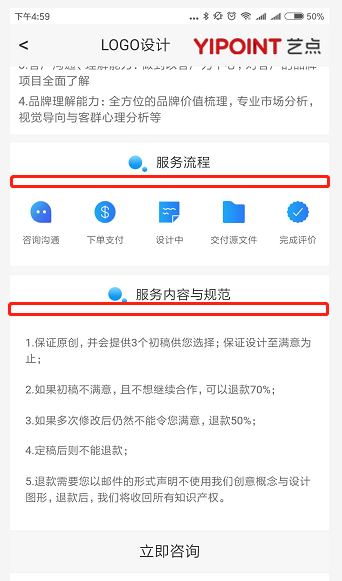 下午4:59
50%
LOGO设计
YIPOINT 艺点
项目全面了解
4.品牌理解能力: 全方位的品牌价值梳理, 专业市场分析,
视觉导向与客群心理分析等
服务流程
咨询沟通 下单支付 设计中 交付源文件 完成评价
服务内容与规范
1.保证原创, 并会提供3个初稿供您选择; 保证设计至满意为
止;
2.如果初稿不满意, 且不想继续合作, 可以退款70%;
3.如果多次修改后仍然不能令您满意, 退款50%;
4.定稿后则不能退款;
5.退款需要您以邮件的形式声明不使用我们创意概念与设计
图形, 退款后, 我们将收回所有知识产权。
立即咨询